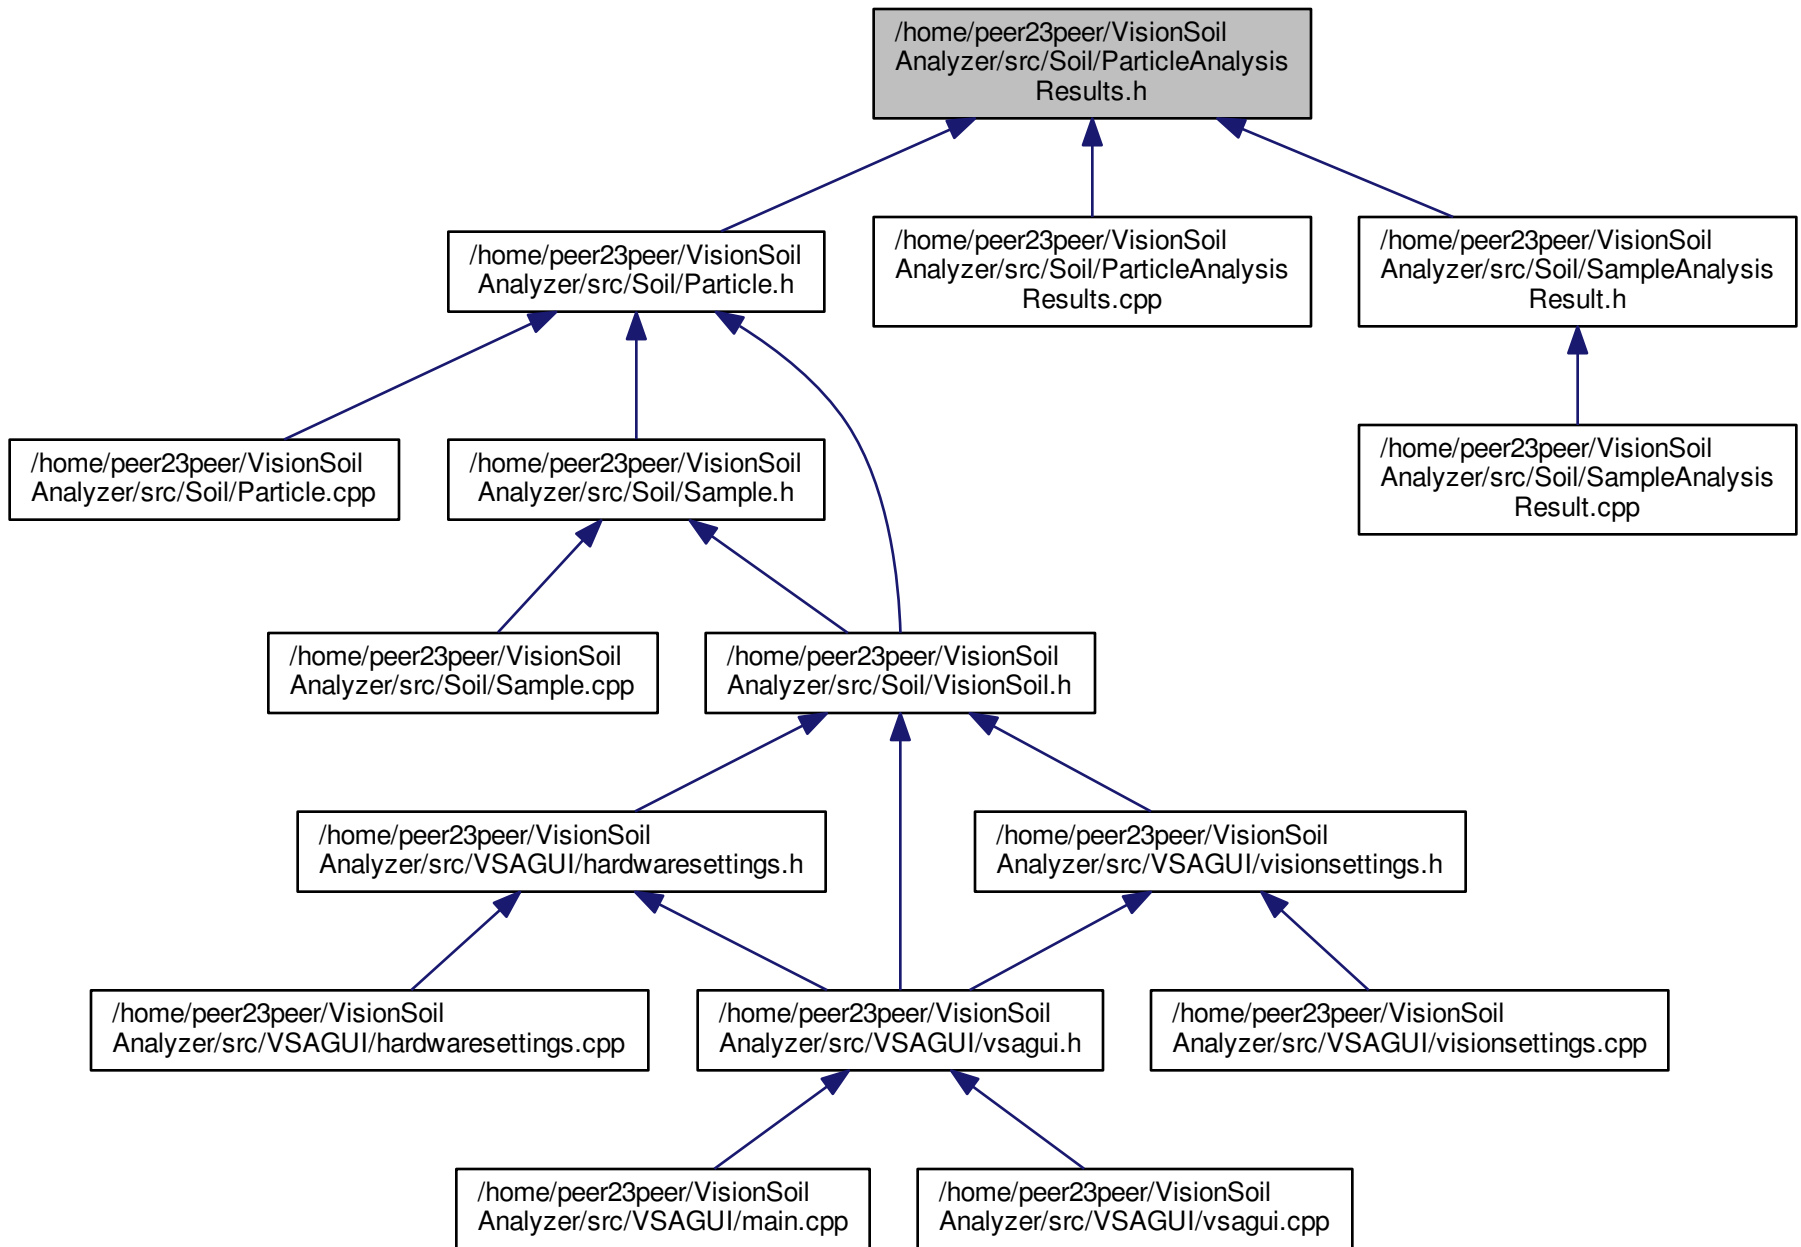 /home/peer23peer/VisionSoil
Analyzer/src/Soil/ParticleAnalysis
Results.h
/home/peer23peer/VisionSoil
Analyzer/src/Soil/Particle.h
/home/peer23peer/VisionSoil
Analyzer/src/Soil/ParticleAnalysis
Results.cpp
/home/peer23peer/VisionSoil
Analyzer/src/Soil/SampleAnalysis
Result.h
/home/peer23peer/VisionSoil
Analyzer/src/Soil/Particle.cpp
/home/peer23peer/VisionSoil
Analyzer/src/Soil/Sample.h
/home/peer23peer/VisionSoil
Analyzer/src/Soil/SampleAnalysis
Result.cpp
/home/peer23peer/VisionSoil
Analyzer/src/Soil/Sample.cpp
/home/peer23peer/VisionSoil
Analyzer/src/Soil/VisionSoil.h
/home/peer23peer/VisionSoil
Analyzer/src/VSAGUI/hardwaresettings.h
/home/peer23peer/VisionSoil
Analyzer/src/VSAGUI/visionsettings.h
/home/peer23peer/VisionSoil
Analyzer/src/VSAGUI/hardwaresettings.cpp
/home/peer23peer/VisionSoil
Analyzer/src/VSAGUI/vsagui.h
/home/peer23peer/VisionSoil
Analyzer/src/VSAGUI/visionsettings.cpp
/home/peer23peer/VisionSoil
Analyzer/src/VSAGUI/main.cpp
/home/peer23peer/VisionSoil
Analyzer/src/VSAGUI/vsagui.cpp